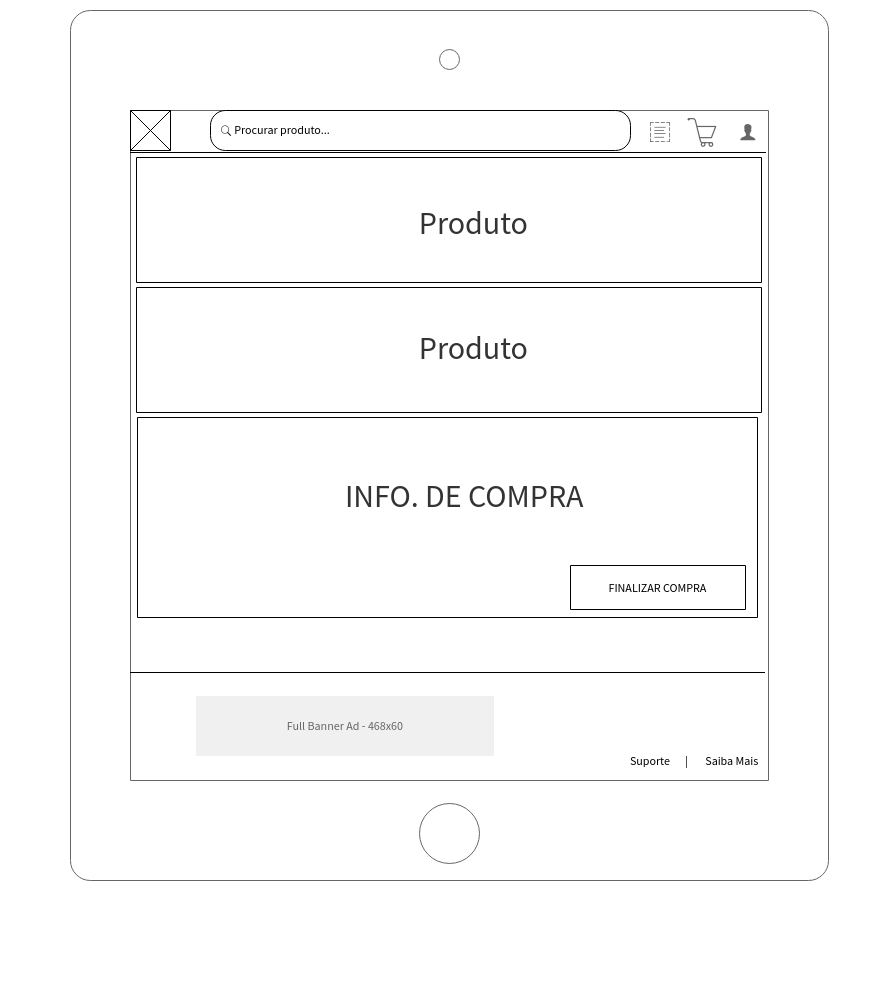 Procurar produto...
Produto
Produto
INFO. DE COMPRA
FINALIZAR COMPRA
Full Banner Ad - 468x60
Suporte | Saiba Mais